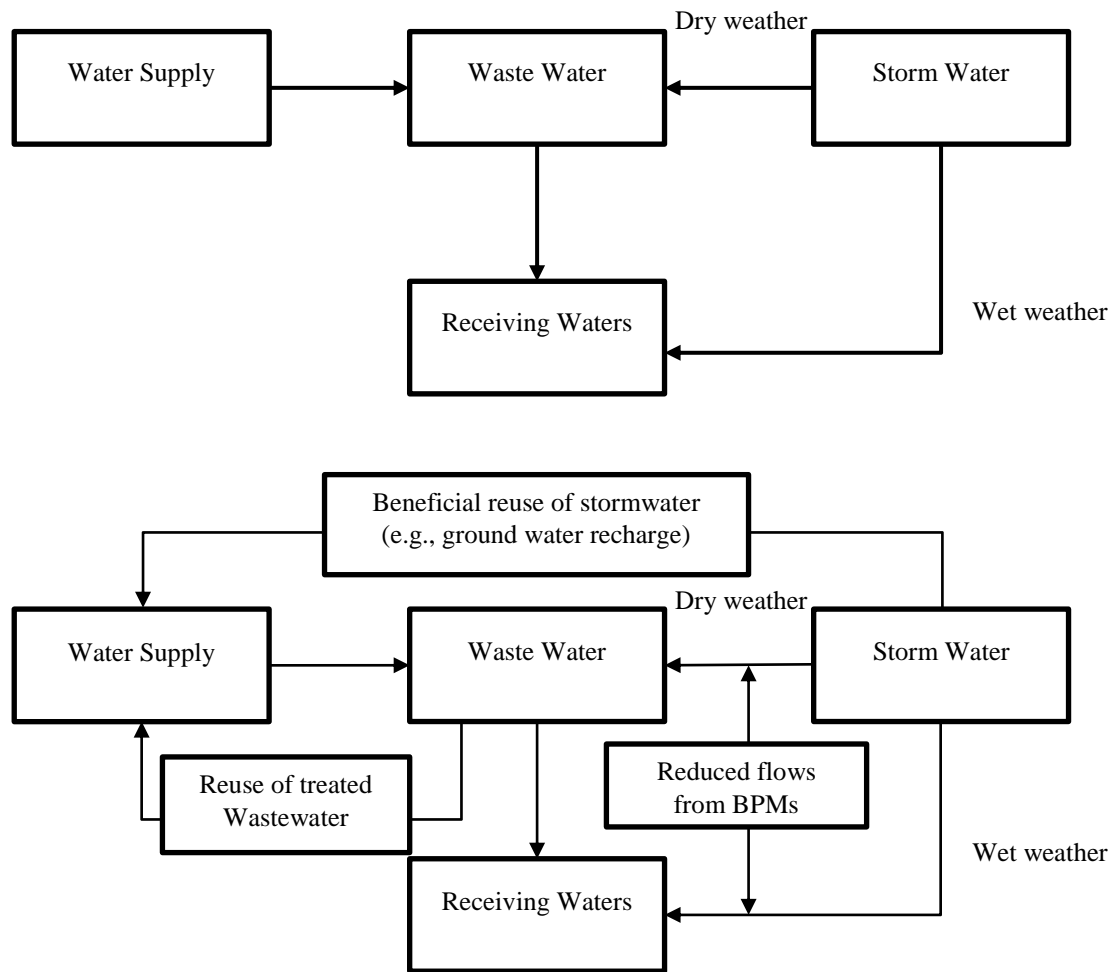 Dry weather
Water Supply
Waste Water
Storm Water
Receiving Waters
Wet weather
Beneficial reuse of stormwater
(e.g., ground water recharge)
Dry weather
Water Supply
Waste Water
Storm Water
Reuse of treated
Wastewater
Reduced flows
from BPMs
Wet weather
Receiving Waters